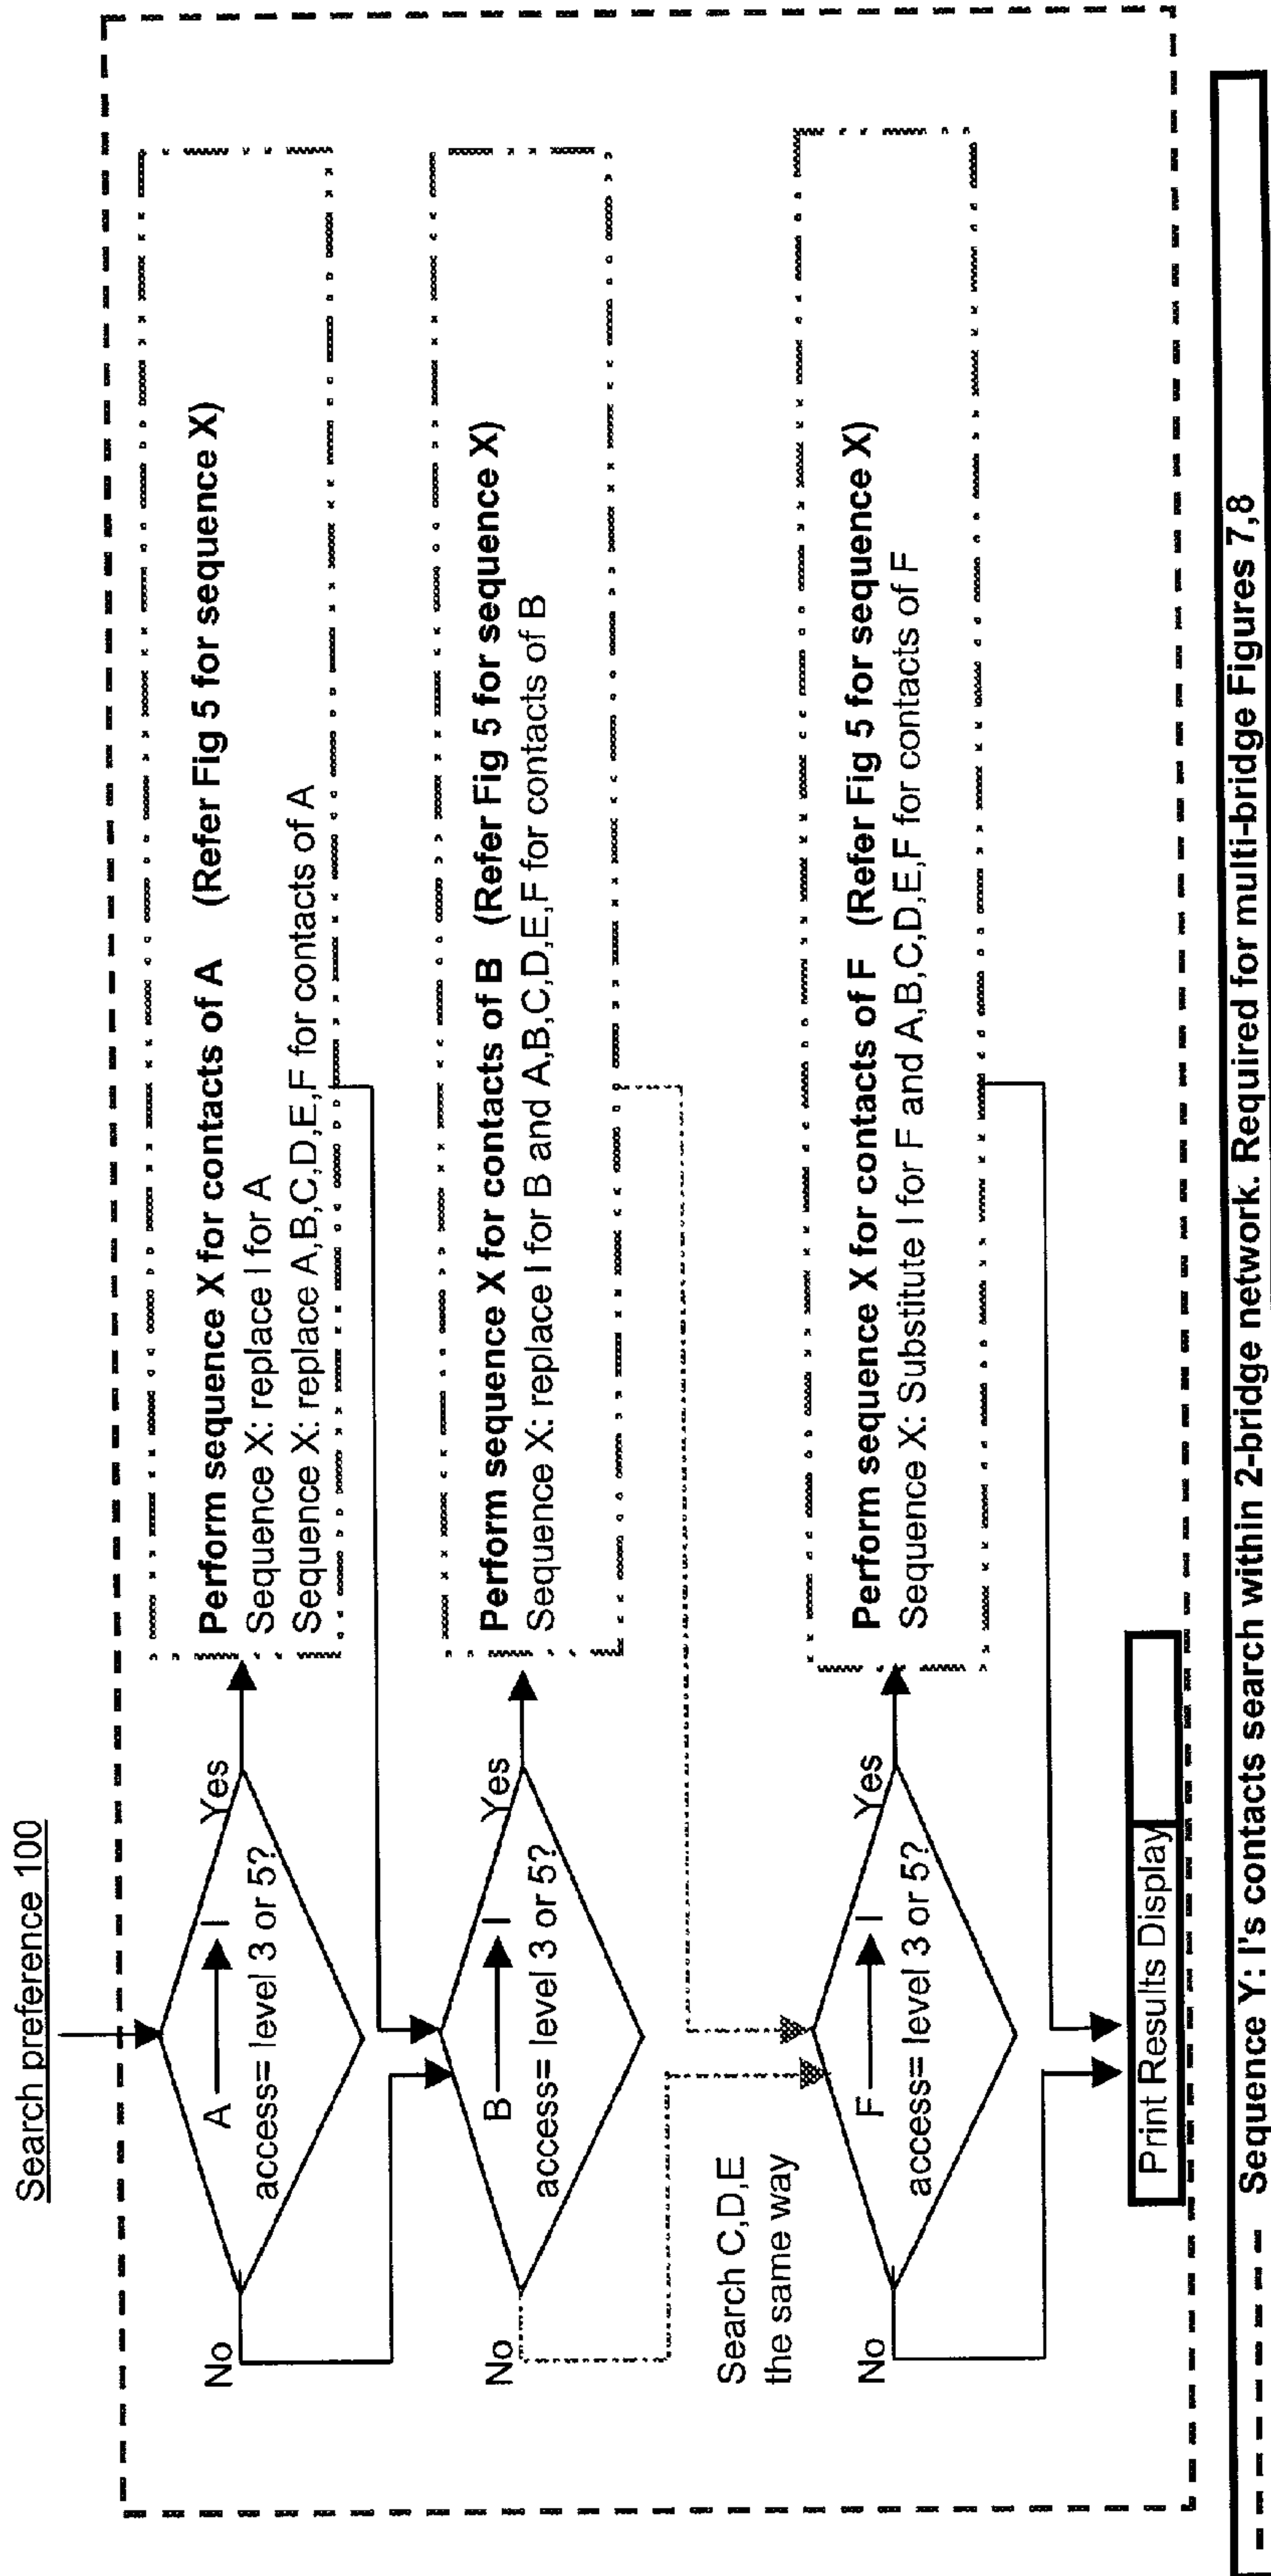 Search preference 100
A I
access= level 3 or 5?
Yes
No
Perform sequence X for contacts of A (Refer Fig 5 for sequence X)
Sequence X: replace I for A
Sequence X: replace A,B,C,D,E,F for contacts of A
B I
access= level 3 or 5?
Yes
No
Perform sequence X for contacts of B (Refer Fig 5 for sequence X)
Sequence X: replace I for B and A,B,C,D,E,F for contacts of B
Search C,D,E
the same way
F I
access= level 3 or 5?
Yes
No
Perform sequence X for contacts of F (Refer Fig 5 for sequence X)
Sequence X: Substitute I for F and A,B,C,D,E,F for contacts of F
Print Results Display
Sequence Y: I's contacts search within 2-bridge network. Required for multi-bridge Figures 7,8